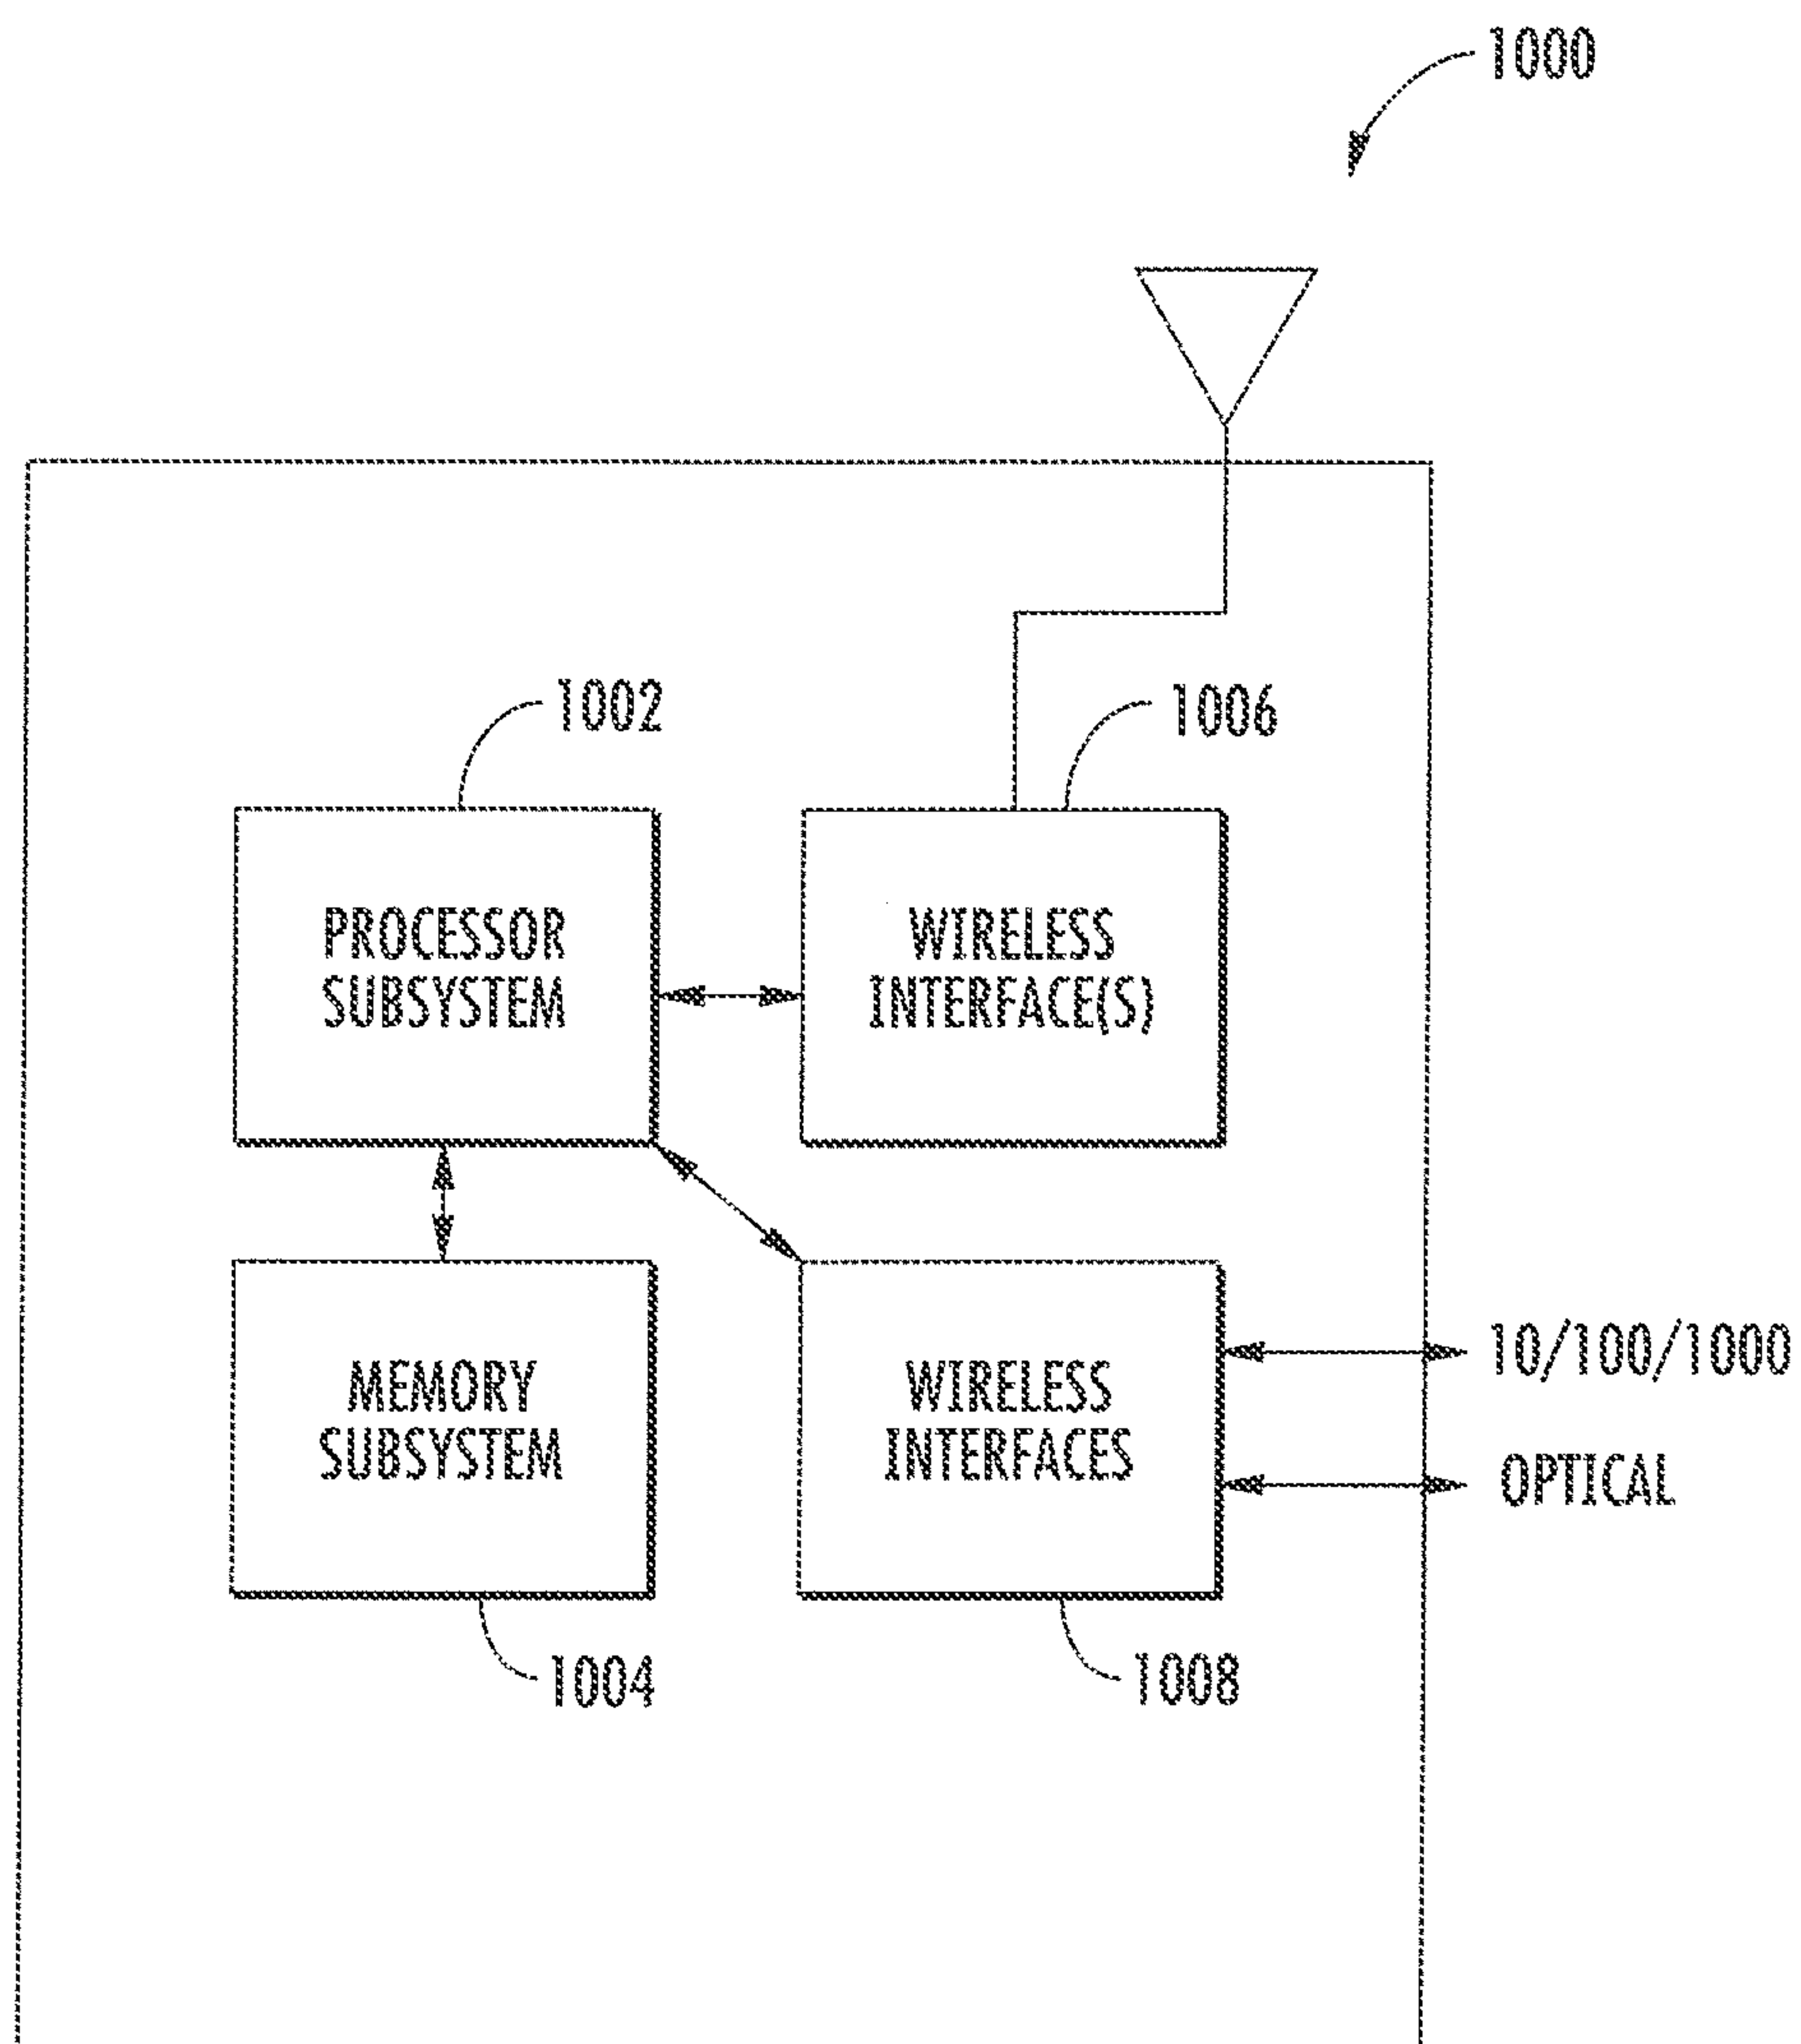 1000
1002
1006
PROCESSOR
SUBSYSTEM
WIRELESS
INTERFACE(S)
MEMORY
SUBSYSTEM
WIRELESS
INTERFACES
10/100/1000
OPTICAL
1004
1008